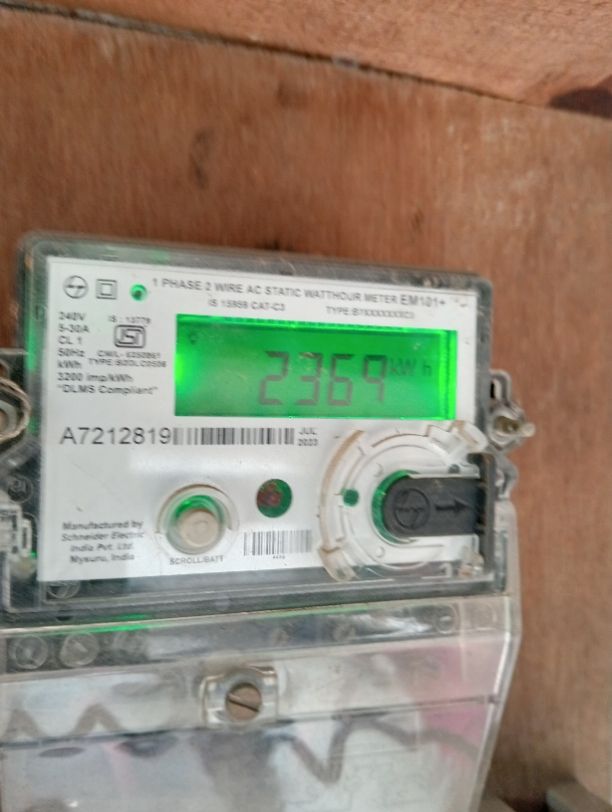 1 PHASE 2 WIRE AC STATIC WATTHOUR METER EM101+
IS 15959 CAT-C3
240V
IS : 13779
5-30A
CL 1
50Hz
kWh
3200 imp/kWh
"DLMS Compliant"
2369 kWh
A7212819
JUL
2023
Manufactured by
Schneider Electric
India Pvt. Ltd.
Mysuru, India
SCROLL/BATT